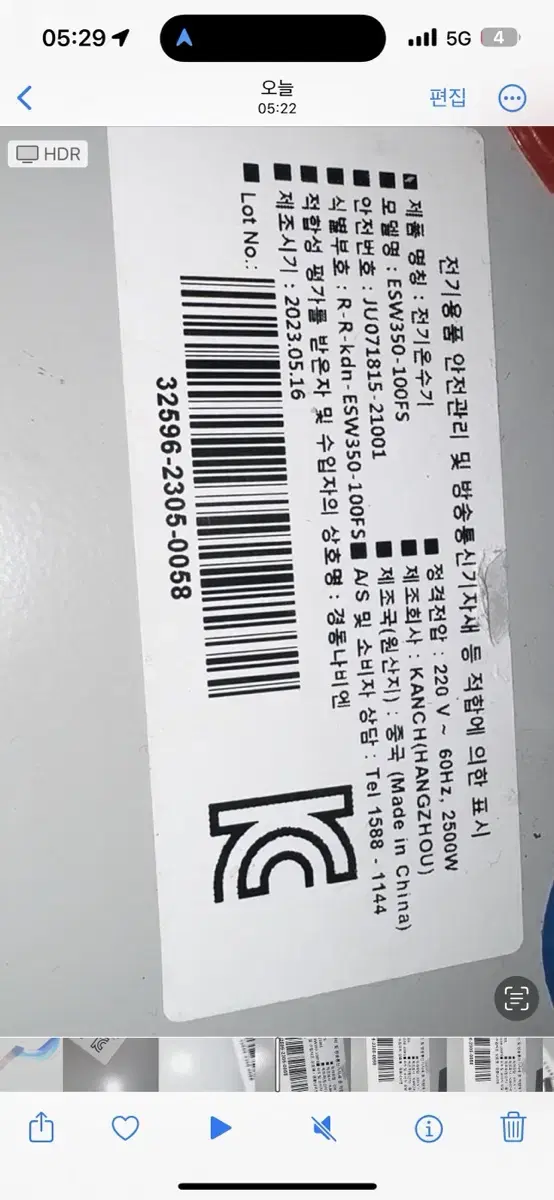 05:29
5G
4
오늘
05:22
편집
HDR
전기용품 안전관리 및 방송통신기자재 등 적합에 의한 표시
제품 명칭 : 전기온수기
모델명 : ESW350-100FS
안전번호 : JU071815-21001
식별부호 : R-R-kdn-ESW350-100FS
적합성 평가를 받은자 및 수입자의 상호명 : 경동나비엔
제조시기 : 2023.05.16
Lot No.:
32596-2305-0058
정격전압 : 220 V ~ 60Hz, 2500W
제조회사 : KANCH(HANGZHOU)
제조국(원산지) : 중국 (Made in China)
A/S 및 소비자 상담 : Tel 1588 - 1144